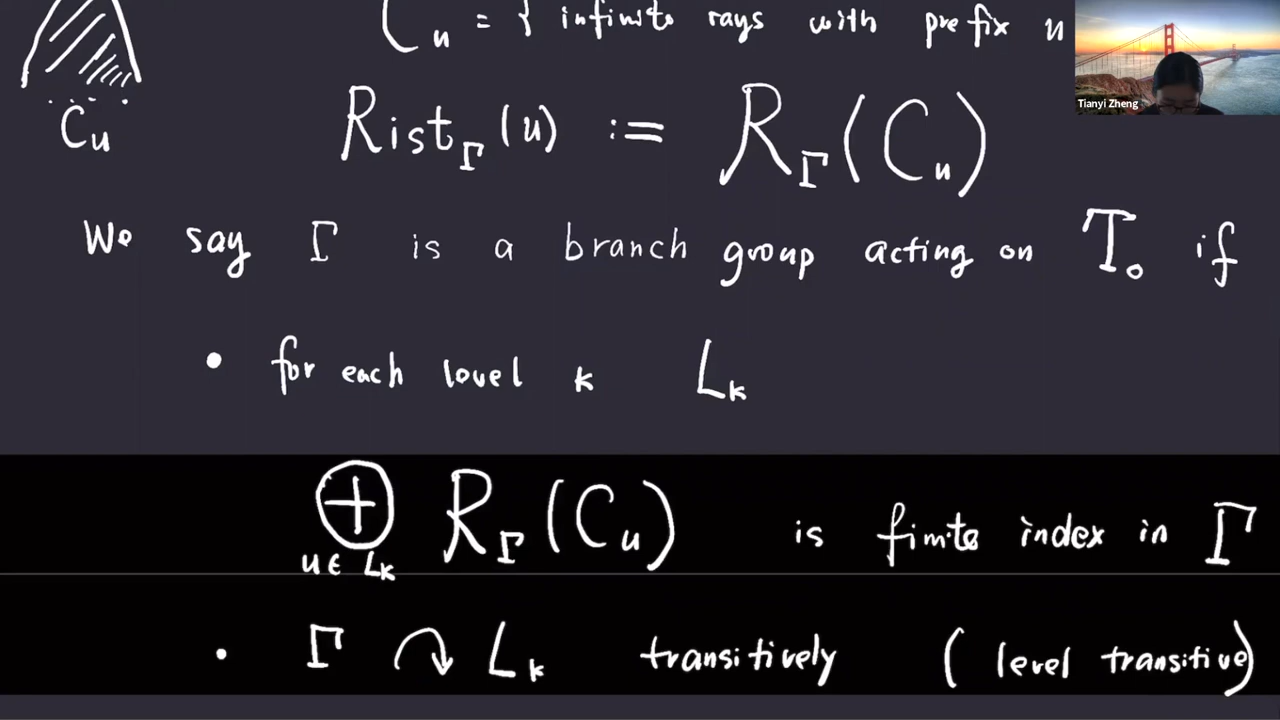 C_u = { infinite rays with prefix u
Tianyi Zheng
C_u
Rist_Γ (u) := R_Γ (C_u)
We say Γ is a branch group acting on T_o if
• for each level k L_k
⊕_{u ∈ L_k} R_Γ (C_u) is finite index in Γ
• Γ ↷ L_k transitively (level transitive)